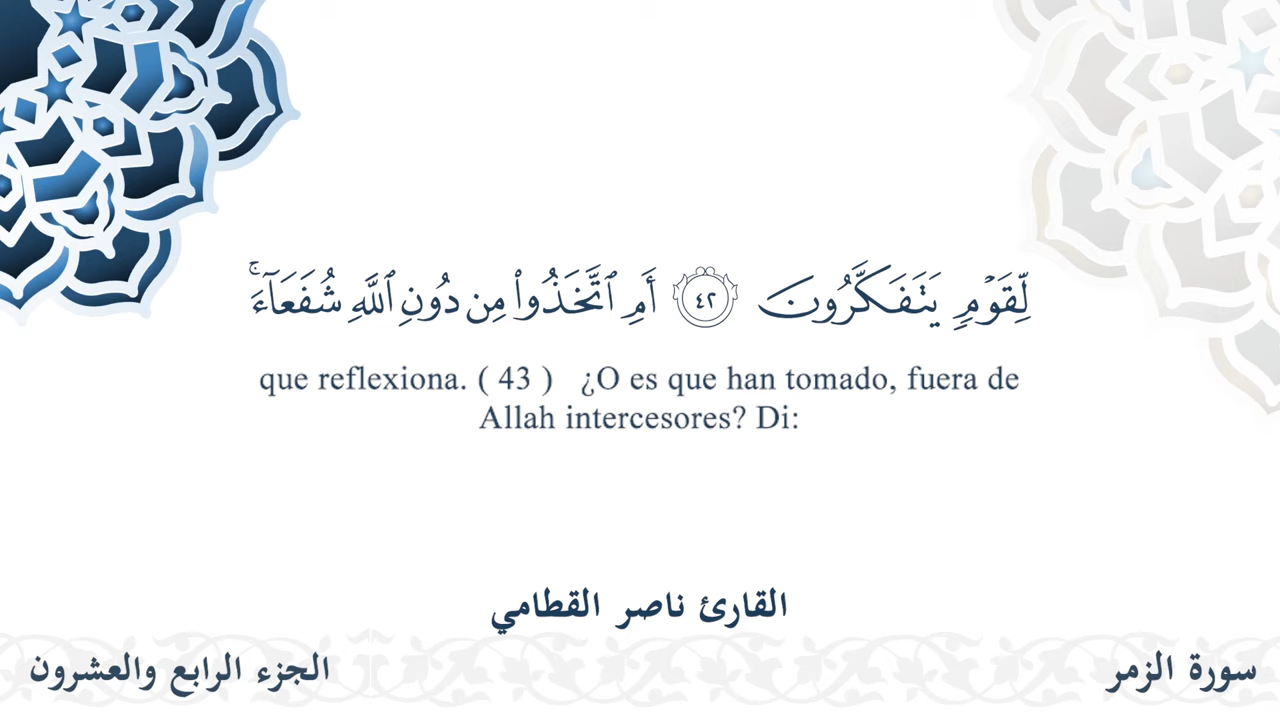 لِّقَوۡمٖ يَتَفَكَّرُونَ ٤٢ أَمِ ٱتَّخَذُواْ مِن دُونِ ٱللَّهِ شُفَعَآءَۚ
que reflexiona. ( 43 ) ¿O es que han tomado, fuera de
Allah intercesores? Di:
القارئ ناصر القطامي
سورة الزمر
الجزء الرابع والعشرون